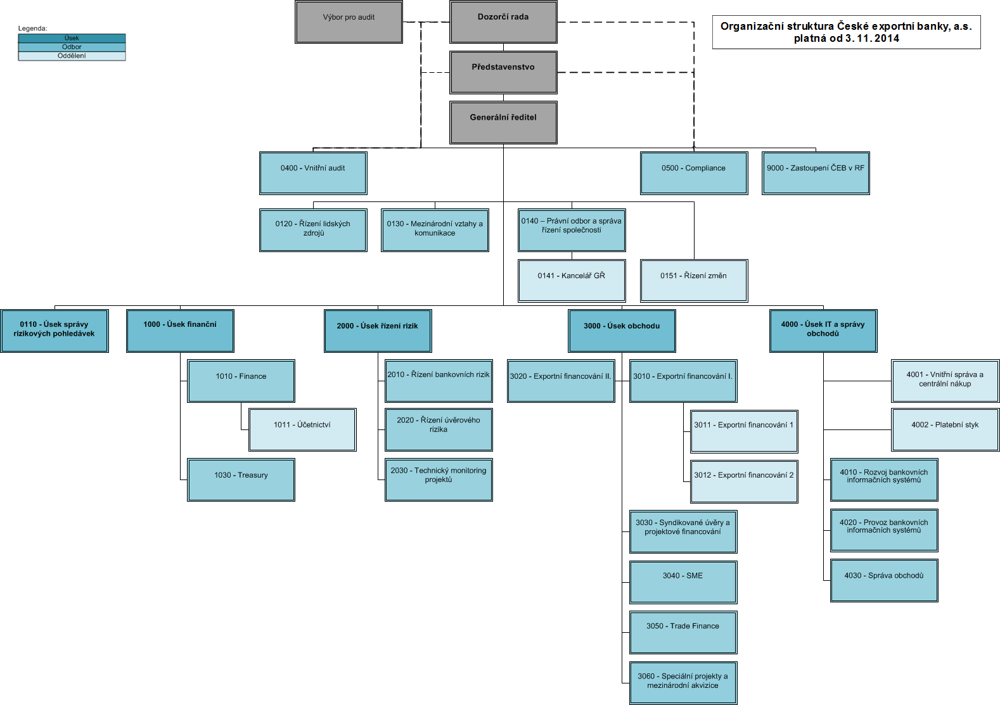 Výbor pro audit
Dozorčí rada
Organizační struktura České exportní banky, a.s.
platná od 3. 11. 2014
Legenda:
Úsek
Odbor
Oddělení
Představenstvo
Generální ředitel
0400 - Vnitřní audit
0500 - Compliance
9000 - Zastoupení ČEB v RF
0120 - Řízení lidských
zdrojů
0130 - Mezinárodní vztahy a
komunikace
0140 – Právní odbor a správa
řízení společnosti
0141 - Kancelář GŘ
0151 - Řízení změn
0110 - Úsek správy
rizikových pohledávek
1000 - Úsek finanční
2000 - Úsek řízení rizik
3000 - Úsek obchodu
4000 - Úsek IT a správy
obchodů
1010 - Finance
1011 - Účetnictví
1030 - Treasury
2010 - Řízení bankovních rizik
2020 - Řízení úvěrového
rizika
2030 - Technický monitoring
projektů
3020 - Exportní financování II.
3010 - Exportní financování I.
3011 - Exportní financování 1
3012 - Exportní financování 2
3030 - Syndikované úvěry a
projektové financování
3040 - SME
3050 - Trade Finance
3060 - Speciální projekty a
mezinárodní akvizice
4001 - Vnitřní správa a
centrální nákup
4002 - Platební styk
4010 - Rozvoj bankovních
informačních systémů
4020 - Provoz bankovních
informačních systémů
4030 - Správa obchodů